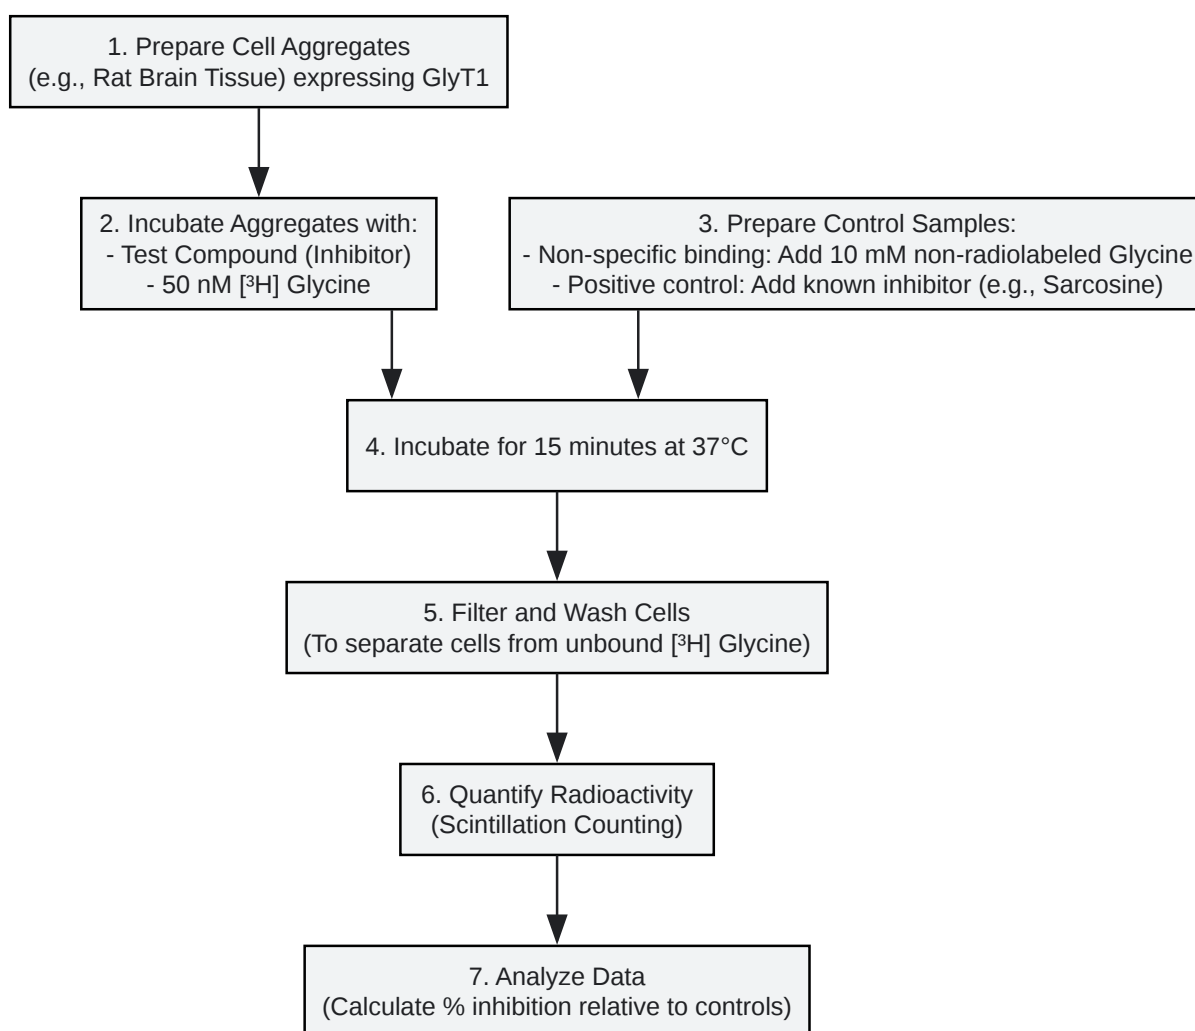 1. Prepare Cell Aggregates
(e.g., Rat Brain Tissue) expressing GlyT1
2. Incubate Aggregates with:
- Test Compound (Inhibitor)
- 50 nM [³H] Glycine
3. Prepare Control Samples:
- Non-specific binding: Add 10 mM non-radiolabeled Glycine
- Positive control: Add known inhibitor (e.g., Sarcosine)
4. Incubate for 15 minutes at 37°C
5. Filter and Wash Cells
(To separate cells from unbound [³H] Glycine)
6. Quantify Radioactivity
(Scintillation Counting)
7. Analyze Data
(Calculate % inhibition relative to controls)